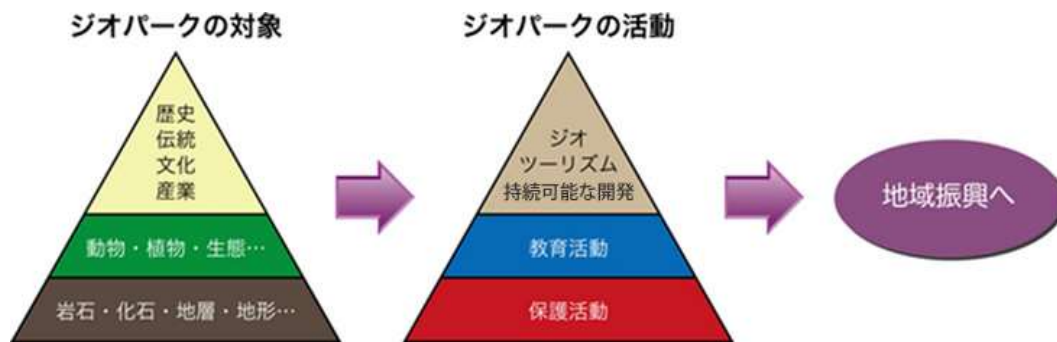 ジオパークの対象
歴史
伝統
文化
産業
動物・植物・生態…
岩石・化石・地層・地形…
ジオパークの活動
ジオ
ツーリズム
持続可能な開発
教育活動
保護活動
地域振興へ